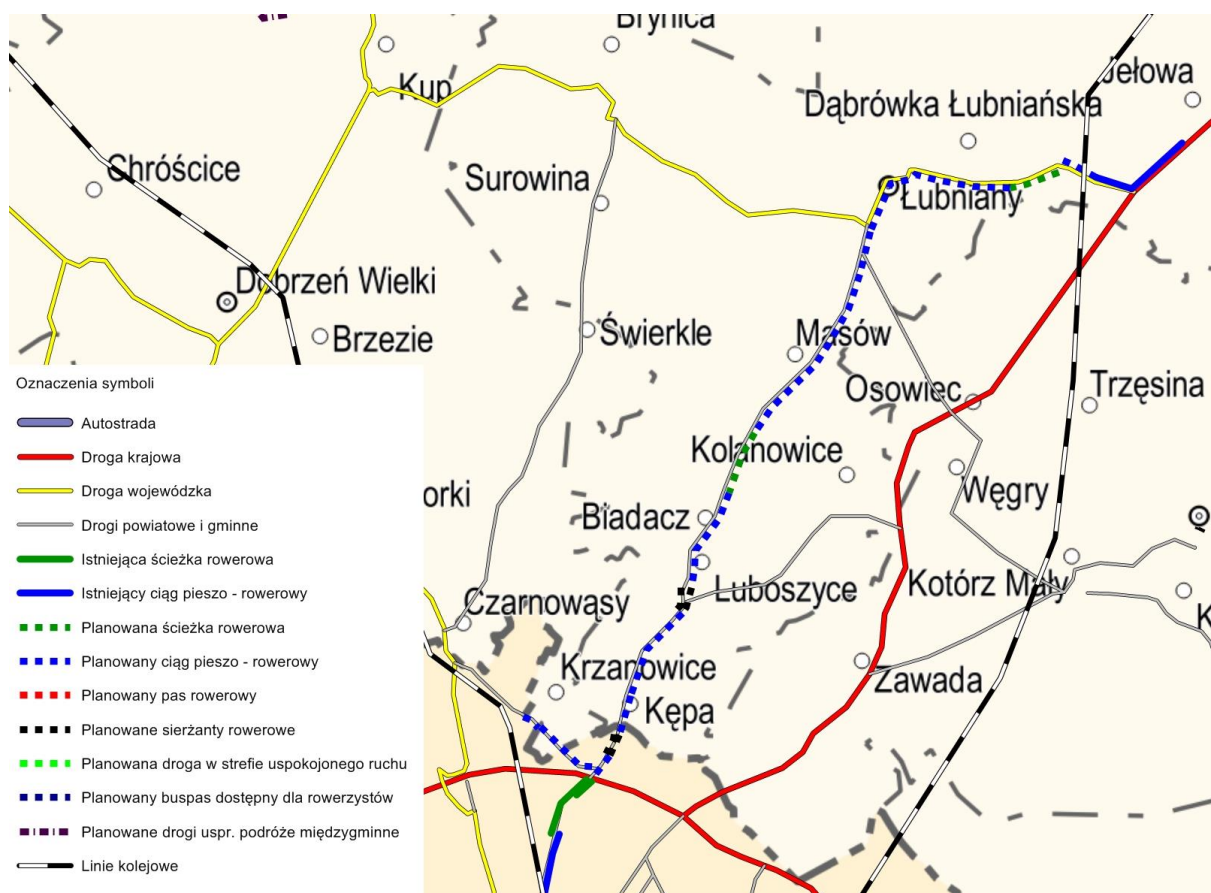 Brynica
Kup
Jełowa
Dąbrówka Łubniańska
Chróścice
Surowina
Łubniany
Dobrzeń Wielki
Brzezie
Świerkle
Masów
Osowiec
Trzęsina
Kolanowice
orki
Węgry
Biadacz
Luboszyce
Kotórz Mały
Czarnowąsy
K
Krzanowice
Zawada
Kępa
Oznaczenia symboli
Autostrada
Droga krajowa
Droga wojewódzka
Drogi powiatowe i gminne
Istniejąca ścieżka rowerowa
Istniejący ciąg pieszo - rowerowy
Planowana ścieżka rowerowa
Planowany ciąg pieszo - rowerowy
Planowany pas rowerowy
Planowane sierżanty rowerowe
Planowana droga w strefie uspokojonego ruchu
Planowany buspas dostępny dla rowerzystów
Planowane drogi uspr. podróże międzygminne
Linie kolejowe